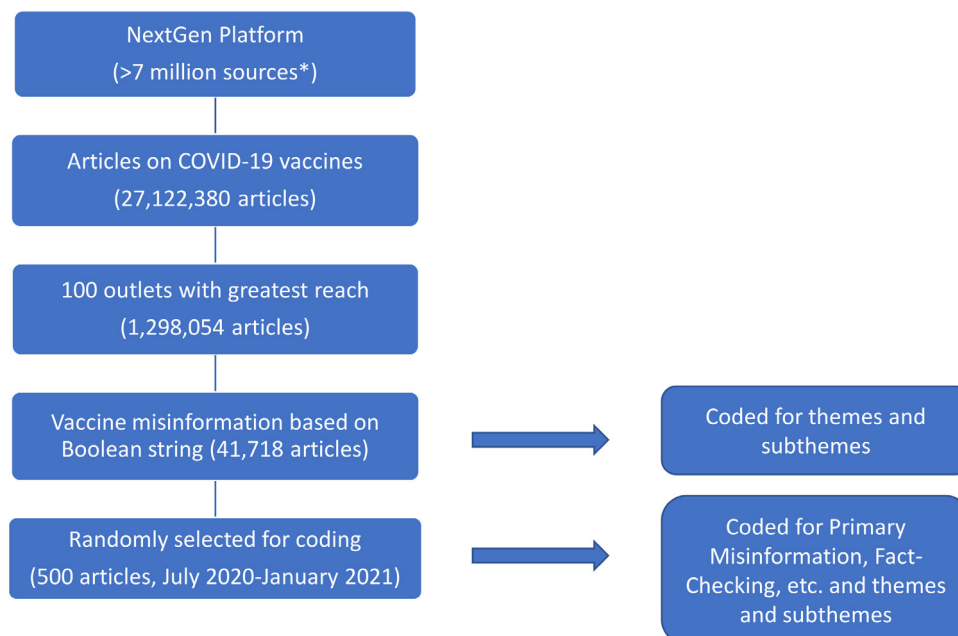 NextGen Platform
(>7 million sources*)
Articles on COVID-19 vaccines
(27,122,380 articles)
100 outlets with greatest reach
(1,298,054 articles)
Vaccine misinformation based on
Boolean string (41,718 articles)
Coded for themes and
subthemes
Randomly selected for coding
(500 articles, July 2020-January 2021)
Coded for Primary
Misinformation, Fact-
Checking, etc. and themes
and subthemes